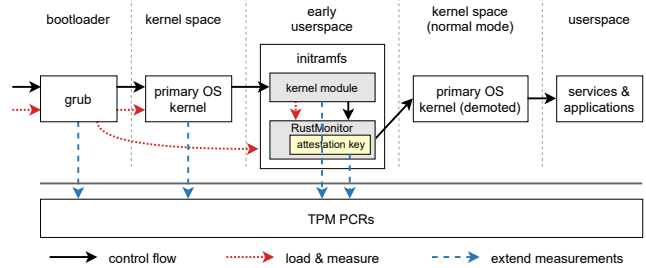 bootloader
kernel space
early
userspace
kernel space
(normal mode)
userspace
initramfs
grub
primary OS
kernel
kernel module
RustMonitor
attestation key
primary OS
kernel (demoted)
services &
applications
TPM PCRs
control flow
load & measure
extend measurements